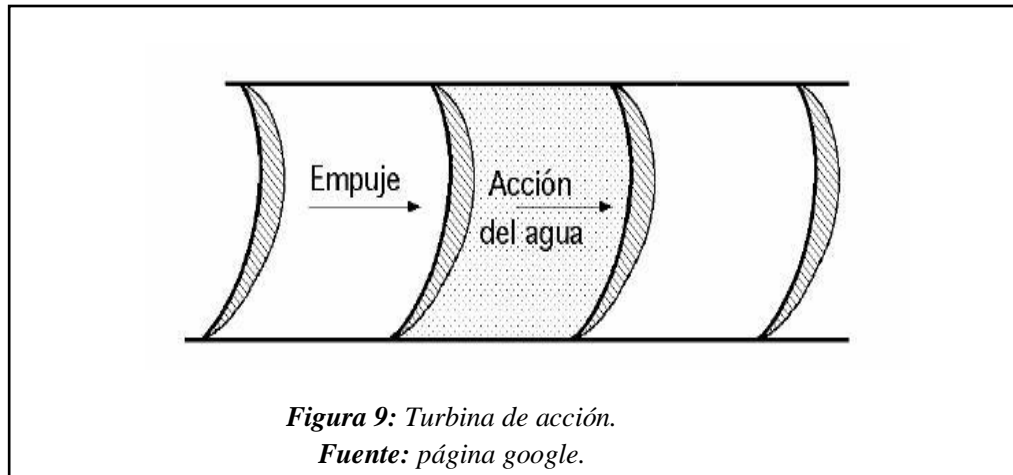 Empuje
Acción
del agua
Figura 9: Turbina de acción.
Fuente: página google.